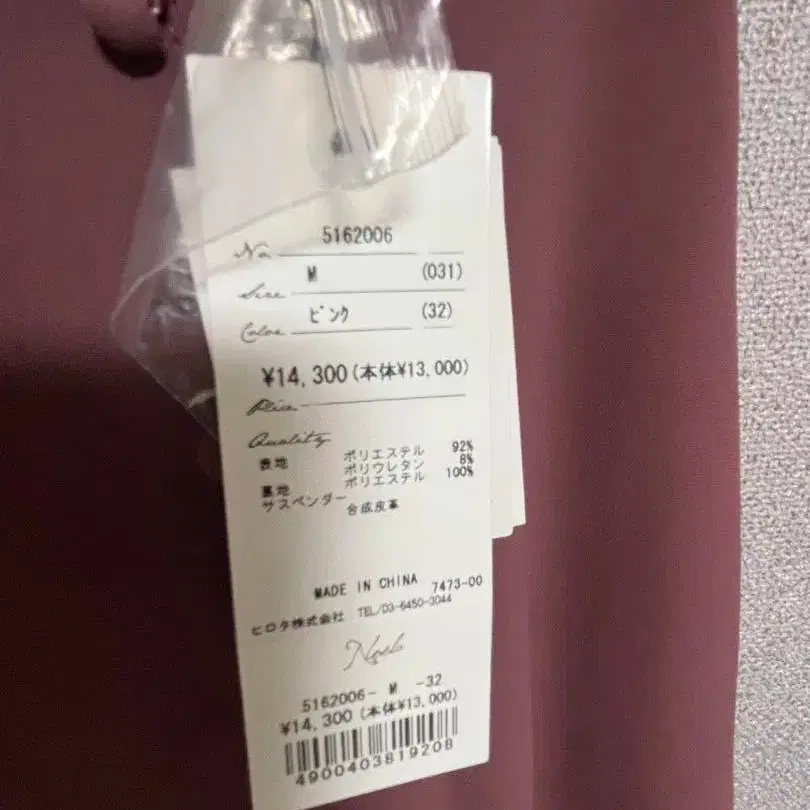 No. 5162006
Size M (031)
Color ピンク (32)
¥14,300(本体¥13,000)
Price
Quality
表地 ポリエステル 92%
ポリウレタン 8%
裏地 ポリエステル 100%
サスペンダー 合成皮革
MADE IN CHINA 7473-00
ヒロタ株式会社 TEL/03-6450-3044
Noela
5162006- M -32
¥14,300(本体¥13,000)
4900403819208